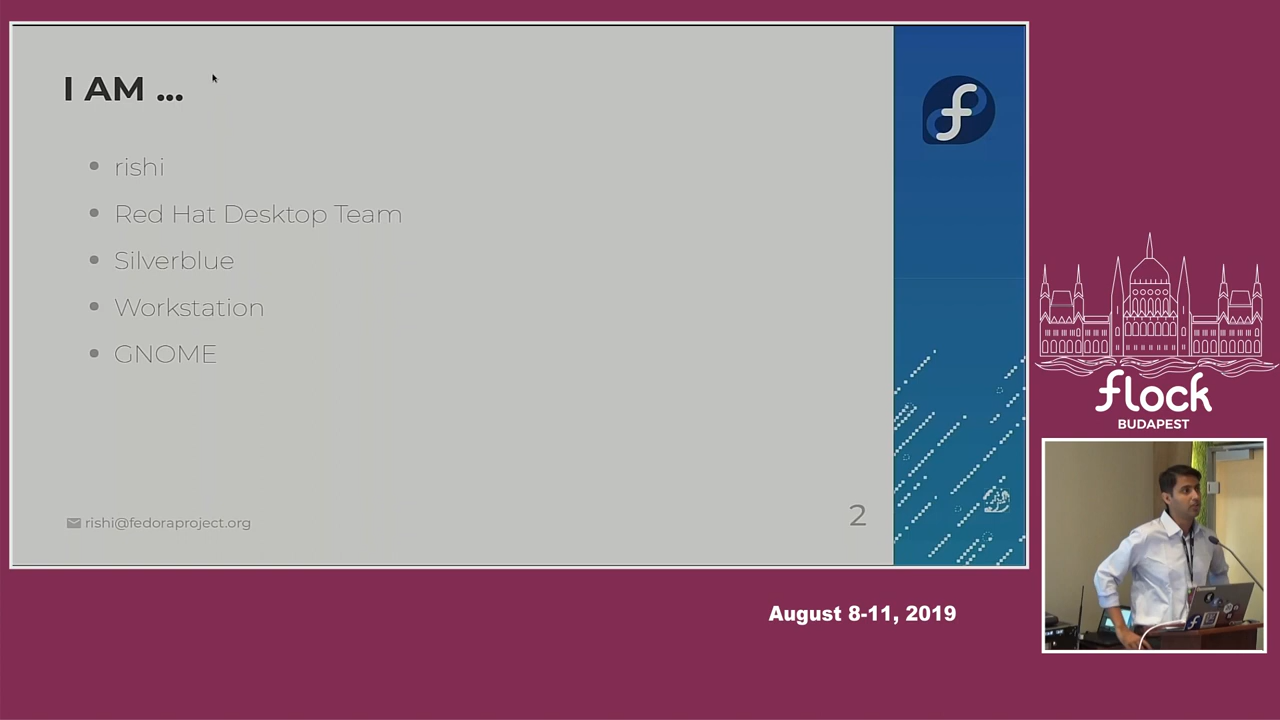 I AM ...
rishi
Red Hat Desktop Team
Silverblue
Workstation
GNOME
rishi@fedoraproject.org
2
flock
BUDAPEST
August 8-11, 2019